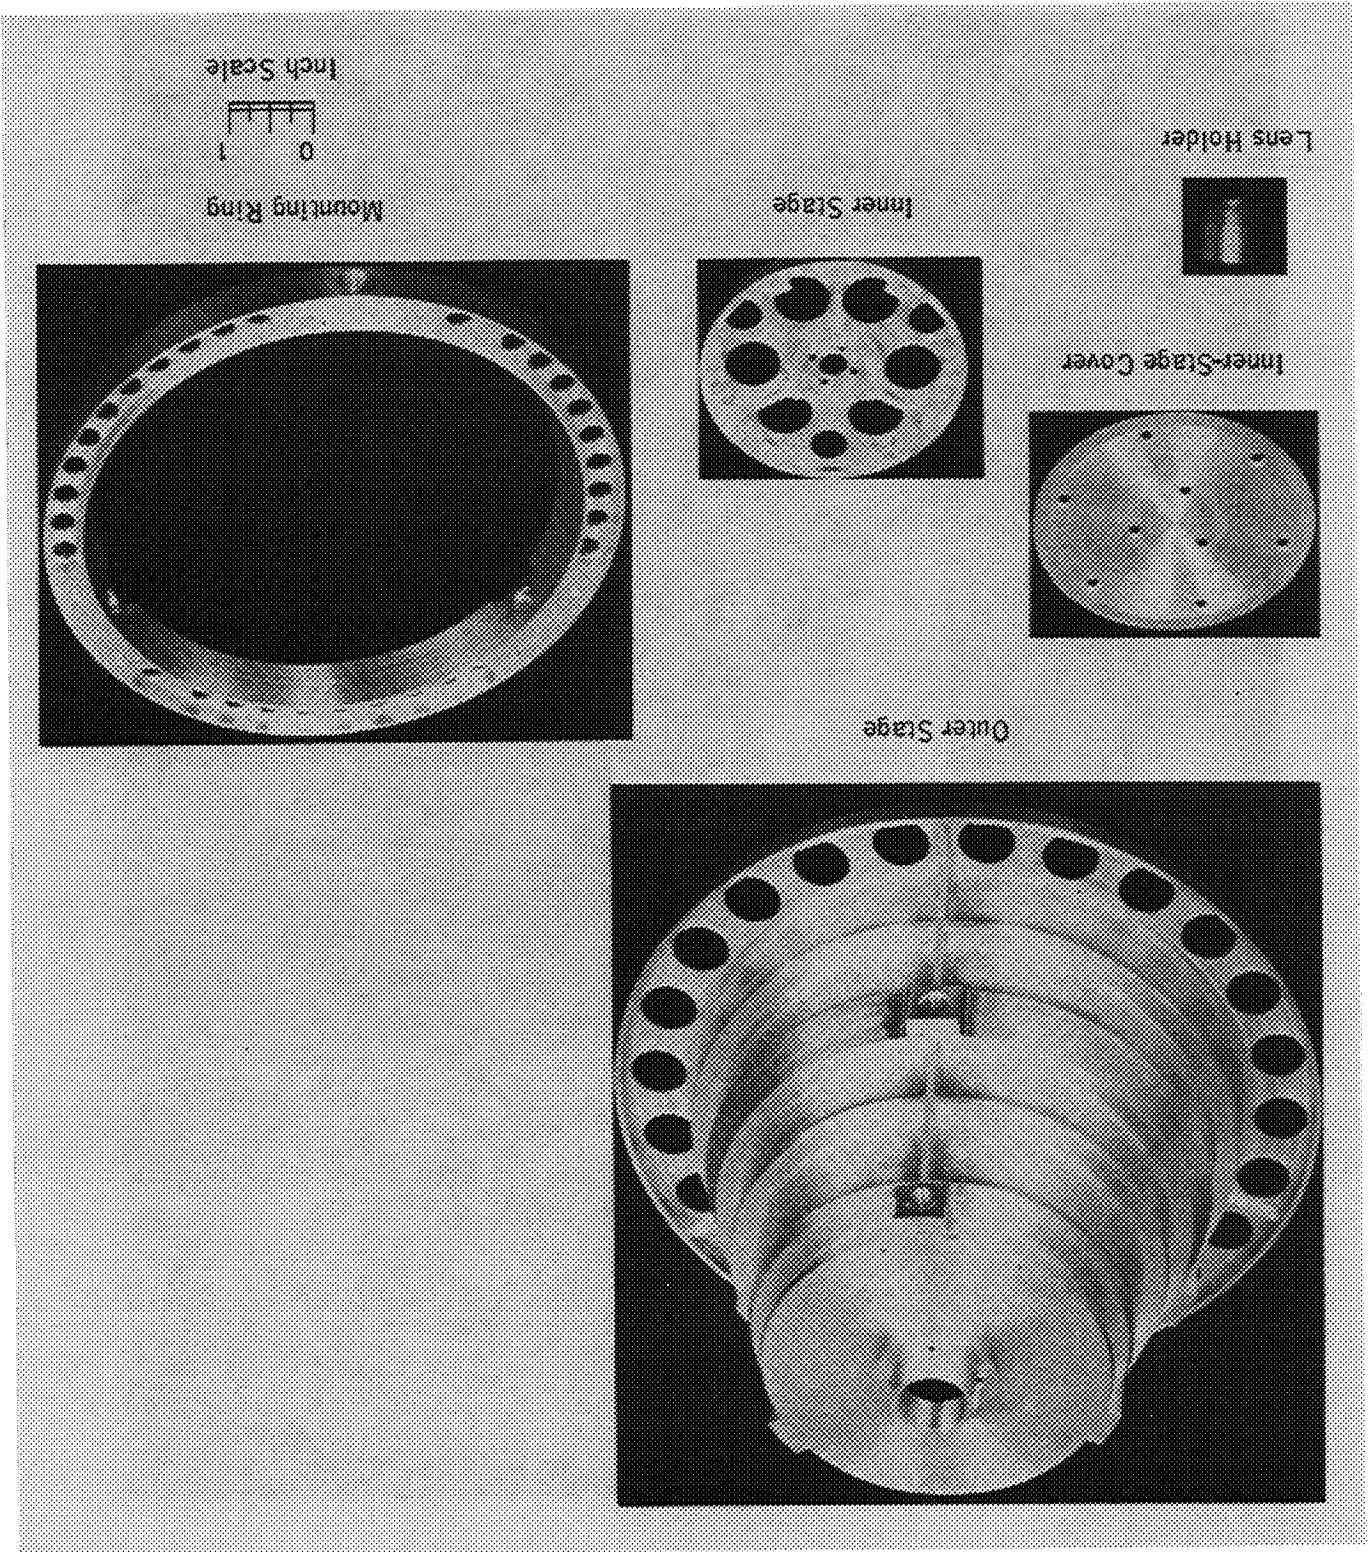 Outer Stage
Inner-Stage Cover
Inner Stage
Mounting Ring
Lens Holder
0 1
Inch Scale